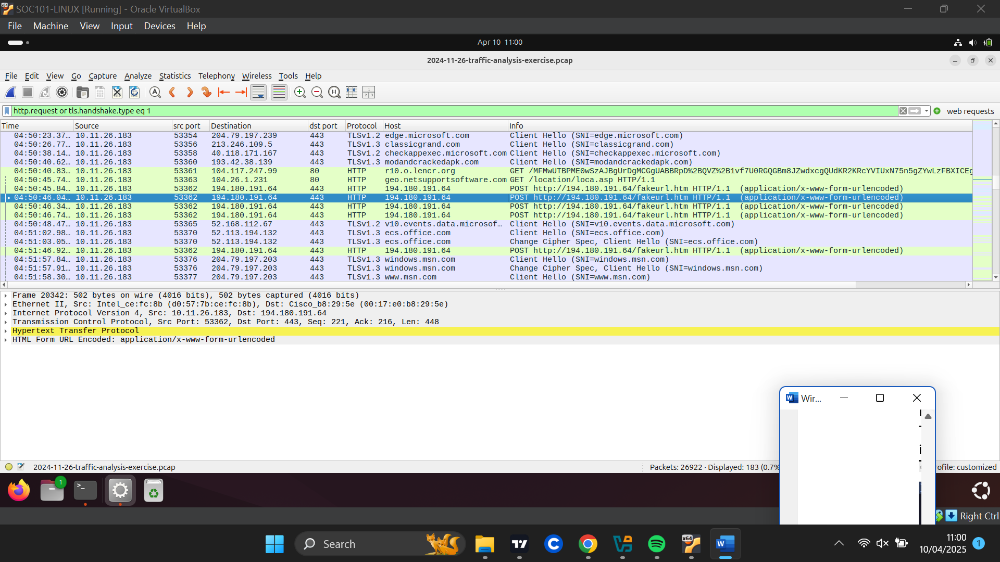 SOC101-LINUX [Running] - Oracle VirtualBox
File Machine View Input Devices Help
Apr 10 11:00
2024-11-26-traffic-analysis-exercise.pcap
File Edit View Go Capture Analyze Statistics Telephony Wireless Tools Help
http.request or tls.handshake.type eq 1
web requests
Time Source src port Destination dst port Protocol Host Info
04:50:23.37… 10.11.26.183 53354 204.79.197.239 443 TLSv1.2 edge.microsoft.com Client Hello (SNI=edge.microsoft.com)
04:50:26.77… 10.11.26.183 53356 213.246.109.5 443 TLSv1.3 classicgrand.com Client Hello (SNI=classicgrand.com)
04:50:38.14… 10.11.26.183 53358 40.118.171.167 443 TLSv1.2 checkappexec.microsoft.com Client Hello (SNI=checkappexec.microsoft.com)
04:50:40.62… 10.11.26.183 53360 193.42.38.139 443 TLSv1.3 modandcrackedapk.com Client Hello (SNI=modandcrackedapk.com)
04:50:40.83… 10.11.26.183 53361 104.117.247.99 80 HTTP r10.o.lencr.org GET /MFMwUTBPME0wSzAJBgUrDgMCGgUABBRpD%2BQVZ%2B1vf7U0RGQGBm8JZwdxcgQUdKR2KRcYVIUxN75n5gZYwLzFBXICEg
04:50:45.74… 10.11.26.183 53363 104.26.1.231 80 HTTP geo.netsupportsoftware.com GET /location/loca.asp HTTP/1.1
04:50:45.84… 10.11.26.183 53362 194.180.191.64 443 HTTP 194.180.191.64 POST http://194.180.191.64/fakeurl.htm HTTP/1.1 (application/x-www-form-urlencoded)
04:50:46.04… 10.11.26.183 53362 194.180.191.64 443 HTTP 194.180.191.64 POST http://194.180.191.64/fakeurl.htm HTTP/1.1 (application/x-www-form-urlencoded)
04:50:46.34… 10.11.26.183 53362 194.180.191.64 443 HTTP 194.180.191.64 POST http://194.180.191.64/fakeurl.htm HTTP/1.1 (application/x-www-form-urlencoded)
04:50:46.74… 10.11.26.183 53362 194.180.191.64 443 HTTP 194.180.191.64 POST http://194.180.191.64/fakeurl.htm HTTP/1.1 (application/x-www-form-urlencoded)
04:50:48.47… 10.11.26.183 53365 52.168.112.67 443 TLSv1.2 v10.events.data.microsof… Client Hello (SNI=v10.events.data.microsoft.com)
04:51:02.98… 10.11.26.183 53370 52.113.194.132 443 TLSv1.3 ecs.office.com Client Hello (SNI=ecs.office.com)
04:51:03.05… 10.11.26.183 53370 52.113.194.132 443 TLSv1.3 ecs.office.com Change Cipher Spec, Client Hello (SNI=ecs.office.com)
04:51:46.92… 10.11.26.183 53362 194.180.191.64 443 HTTP 194.180.191.64 POST http://194.180.191.64/fakeurl.htm HTTP/1.1 (application/x-www-form-urlencoded)
04:51:57.84… 10.11.26.183 53376 204.79.197.203 443 TLSv1.3 windows.msn.com Client Hello (SNI=windows.msn.com)
04:51:57.91… 10.11.26.183 53376 204.79.197.203 443 TLSv1.3 windows.msn.com Change Cipher Spec, Client Hello (SNI=windows.msn.com)
04:51:58.30… 10.11.26.183 53377 204.79.197.203 443 TLSv1.3 www.msn.com Client Hello (SNI=www.msn.com)
Frame 20342: 502 bytes on wire (4016 bits), 502 bytes captured (4016 bits)
Ethernet II, Src: Intel_ce:fc:8b (d0:57:7b:ce:fc:8b), Dst: Cisco_b8:29:5e (00:17:e0:b8:29:5e)
Internet Protocol Version 4, Src: 10.11.26.183, Dst: 194.180.191.64
Transmission Control Protocol, Src Port: 53362, Dst Port: 443, Seq: 221, Ack: 216, Len: 448
Hypertext Transfer Protocol
HTML Form URL Encoded: application/x-www-form-urlencoded
Wir...
2024-11-26-traffic-analysis-exercise.pcap
Packets: 26922 · Displayed: 183 (0.7%
rofile: customized
1
Right Ctrl
Search
11:00
10/04/2025
1